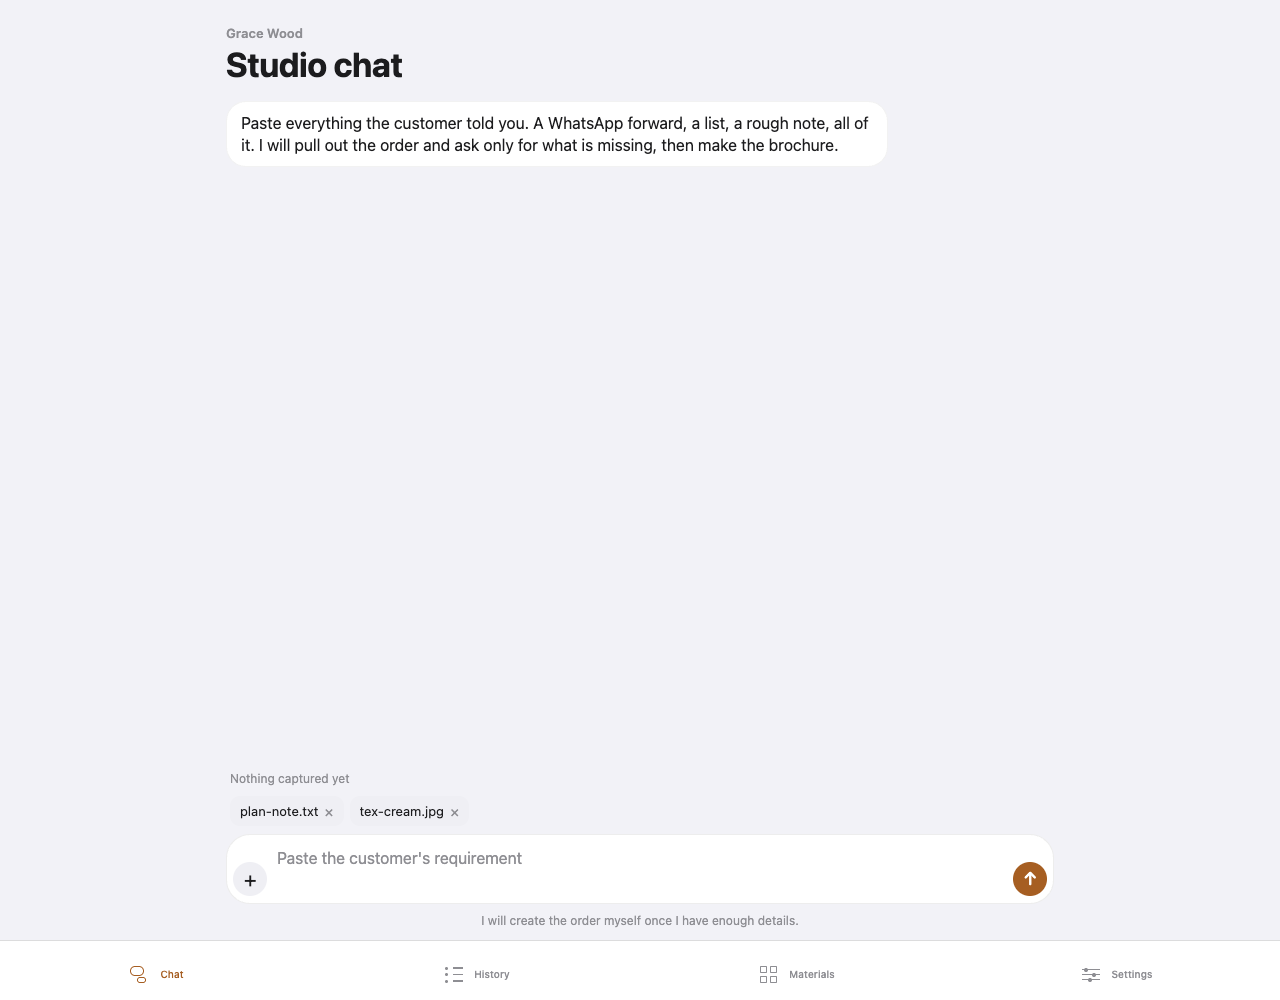 Grace Wood
Studio chat
Paste everything the customer told you. A WhatsApp forward, a list, a rough note, all of
it. I will pull out the order and ask only for what is missing, then make the brochure.
Nothing captured yet
plan-note.txt ×
tex-cream.jpg ×
Paste the customer's requirement
I will create the order myself once I have enough details.
Chat
History
Materials
Settings